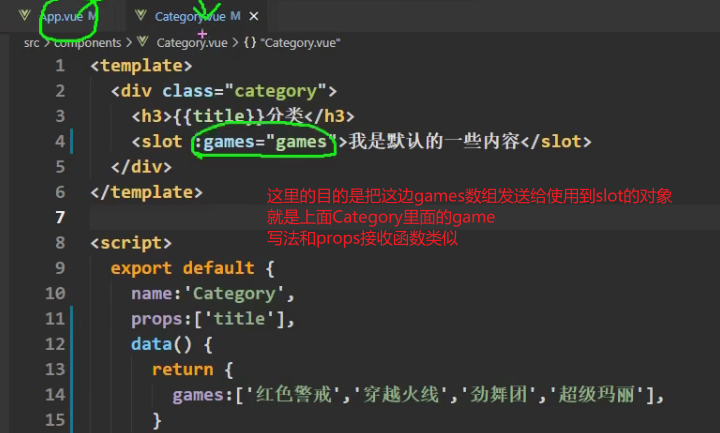 App.vue M
Category.vue M ×
src > components > Category.vue > {} "Category.vue"
1 <template>
2 <div class="category">
3 <h3>{{title}}分类</h3>
4 <slot :games="games">我是默认的一些内容</slot>
5 </div>
6 </template>
这里的目的是把这边games数组发送给使用到slot的对象
7 就是上面Category里面的game
写法和props接收函数类似
8 <script>
9 export default {
10 name:'Category',
11 props:['title'],
12 data() {
13 return {
14 games:['红色警戒','穿越火线','劲舞团','超级玛丽'],
15 }